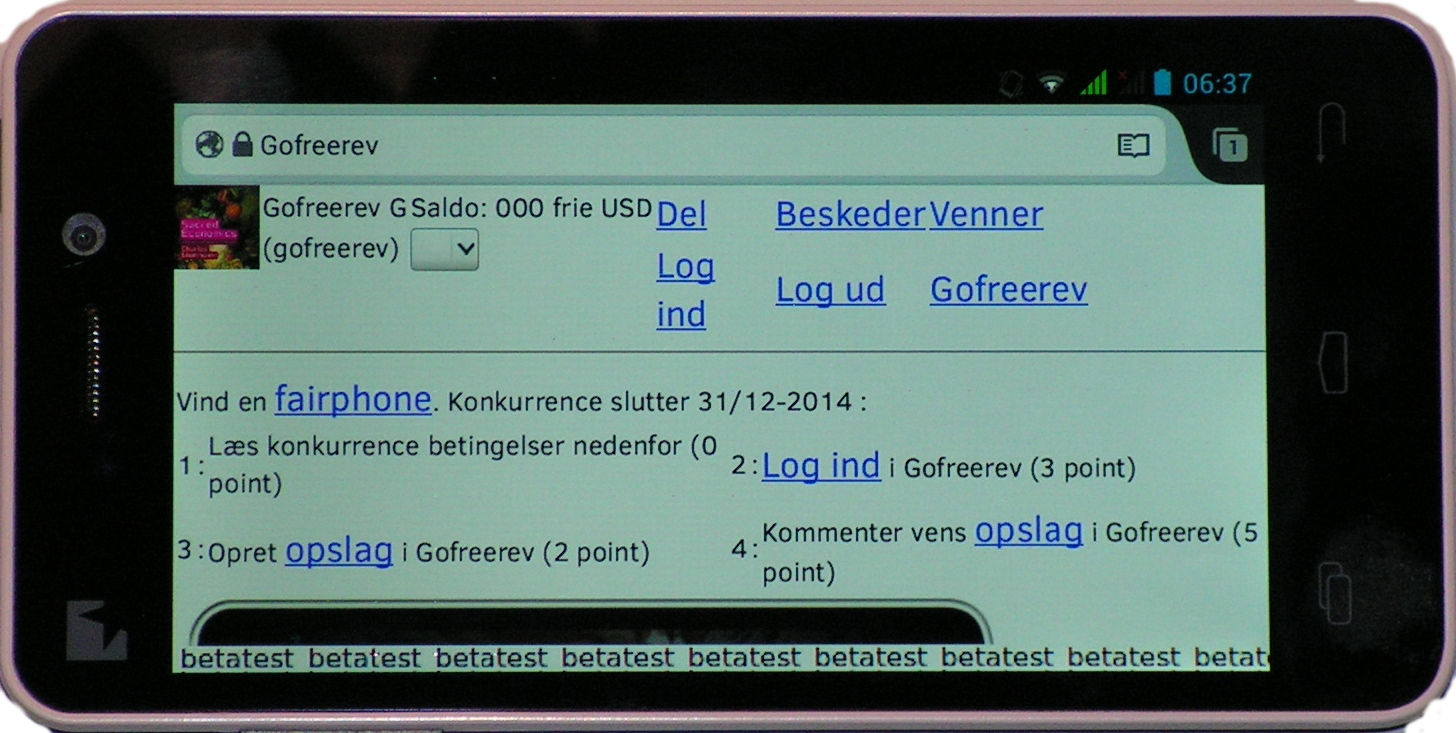 06:37
Gofreerev
1
Sacred
Economics
Charles
Eisenstein
Gofreerev G Saldo: 000 frie USD Del Beskeder Venner
(gofreerev)
Log
ind
Log ud Gofreerev
Vind en fairphone. Konkurrence slutter 31/12-2014 :
1: Læs konkurrence betingelser nedenfor (0
point)
2: Log ind i Gofreerev (3 point)
3: Opret opslag i Gofreerev (2 point)
4: Kommenter vens opslag i Gofreerev (5
point)
betatest betatest betatest betatest betatest betatest betatest betatest betat